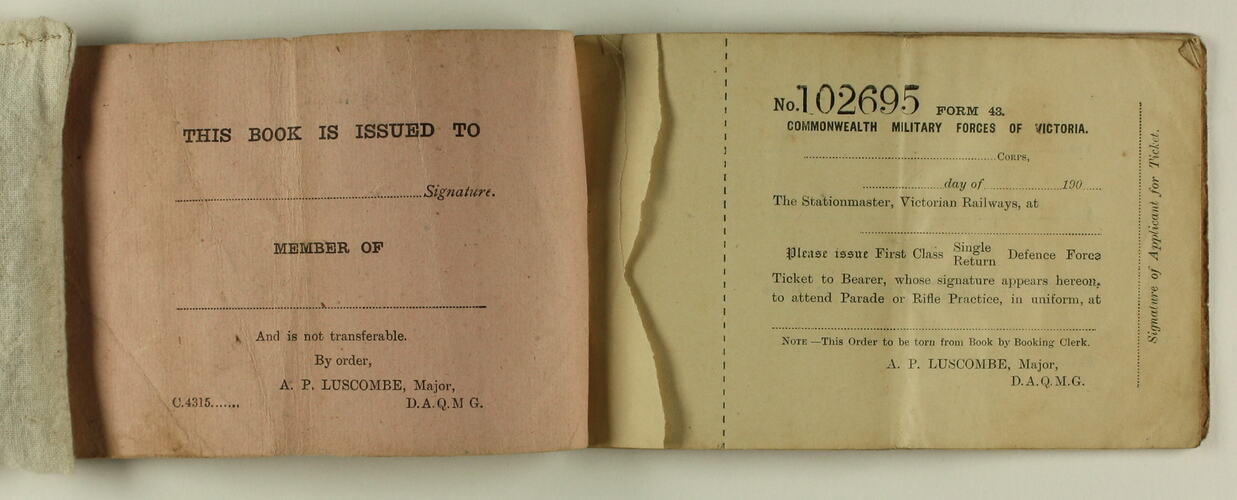 THIS BOOK IS ISSUED TO
Signature.
MEMBER OF
And is not transferable.
By order,
A. P. LUSCOMBE, Major,
C.4315....... D.A.Q.M G.
No. 102695 FORM 43.
COMMONWEALTH MILITARY FORCES OF VICTORIA.
Corps,
day of 190
The Stationmaster, Victorian Railways, at
Please issue First Class Single Return Defence Force
Ticket to Bearer, whose signature appears hereon,
to attend Parade or Rifle Practice, in uniform, at
NOTE —This Order to be torn from Book by Booking Clerk.
A. P. LUSCOMBE, Major,
D.A.Q.M.G.
Signature of Applicant for Ticket.